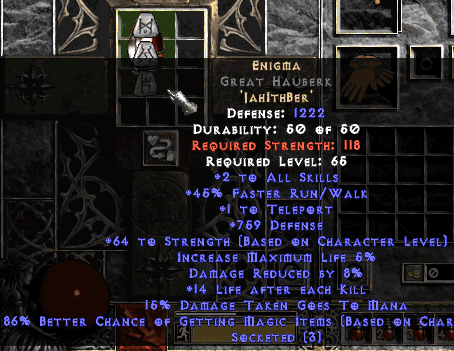 Enigma
Great Hauberk
'JahIthBer'
Defense: 1222
Durability: 50 of 50
Required Strength: 118
Required Level: 65
+2 to All Skills
+45% Faster Run/Walk
+1 to Teleport
+759 Defense
+64 to Strength (Based on Character Level)
Increase Maximum Life 5%
Damage Reduced by 8%
+14 Life after each Kill
15% Damage Taken Goes To Mana
86% Better Chance of Getting Magic Items (Based on Char
Socketed (3)
0